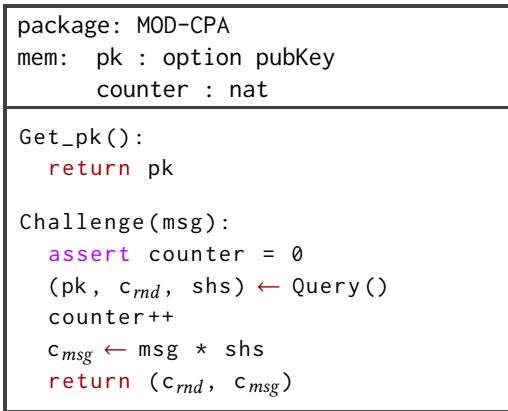 package: MOD-CPA
mem: pk : option pubKey
counter : nat
Get_pk():
return pk
Challenge(msg):
assert counter = 0
(pk, c_rnd, shs) ← Query()
counter++
c_msg ← msg * shs
return (c_rnd, c_msg)